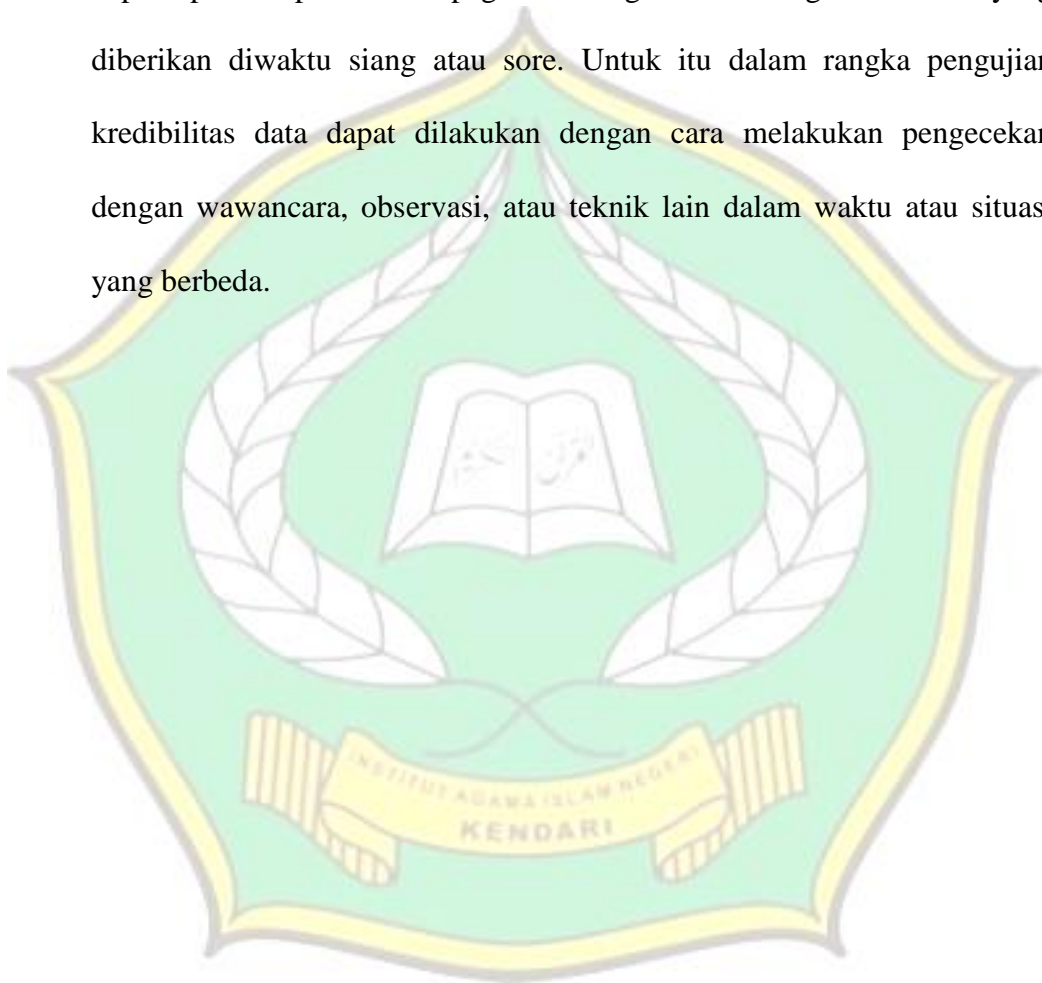 diberikan diwaktu siang atau sore. Untuk itu dalam rangka pengujian
kredibilitas data dapat dilakukan dengan cara melakukan pengecekan
dengan wawancara, observasi, atau teknik lain dalam waktu atau situas
yang berbeda.
INSTITUT AGAMA ISLAM NEGERI
KENDARI